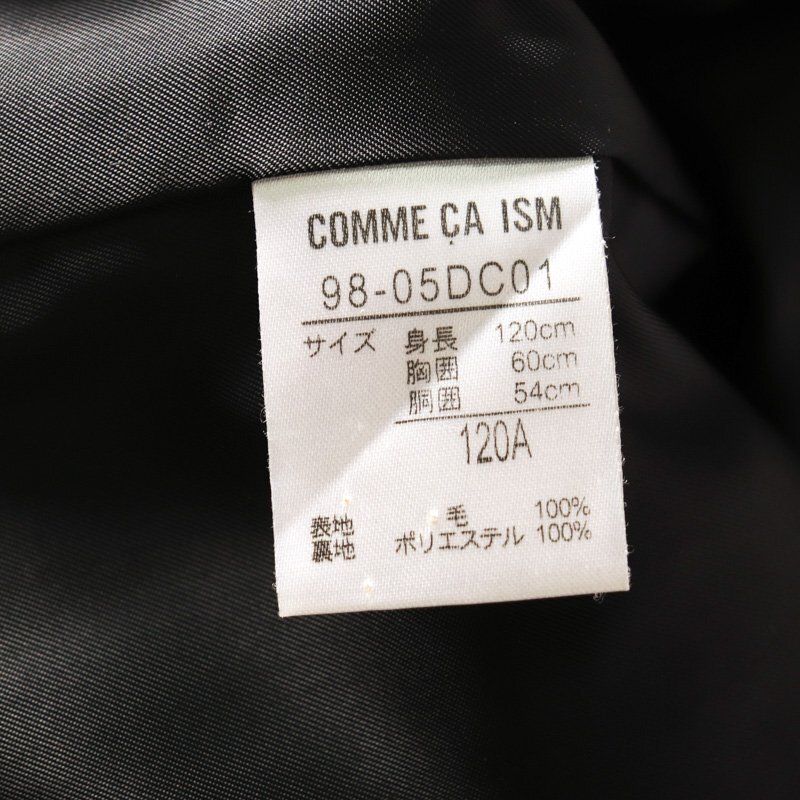 COMME ÇA ISM
98-05DC01
サイズ 身長 120cm
胸囲 60cm
胴囲 54cm
120A
表地 毛 100%
裏地 ポリエステル 100%